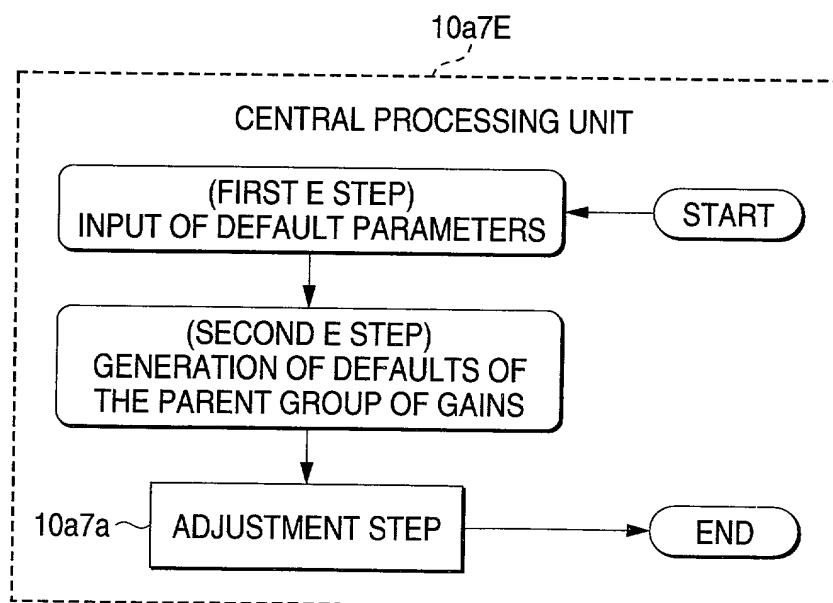 10a7E
CENTRAL PROCESSING UNIT
(FIRST E STEP)
INPUT OF DEFAULT PARAMETERS
START
(SECOND E STEP)
GENERATION OF DEFAULTS OF
THE PARENT GROUP OF GAINS
10a7a
ADJUSTMENT STEP
END